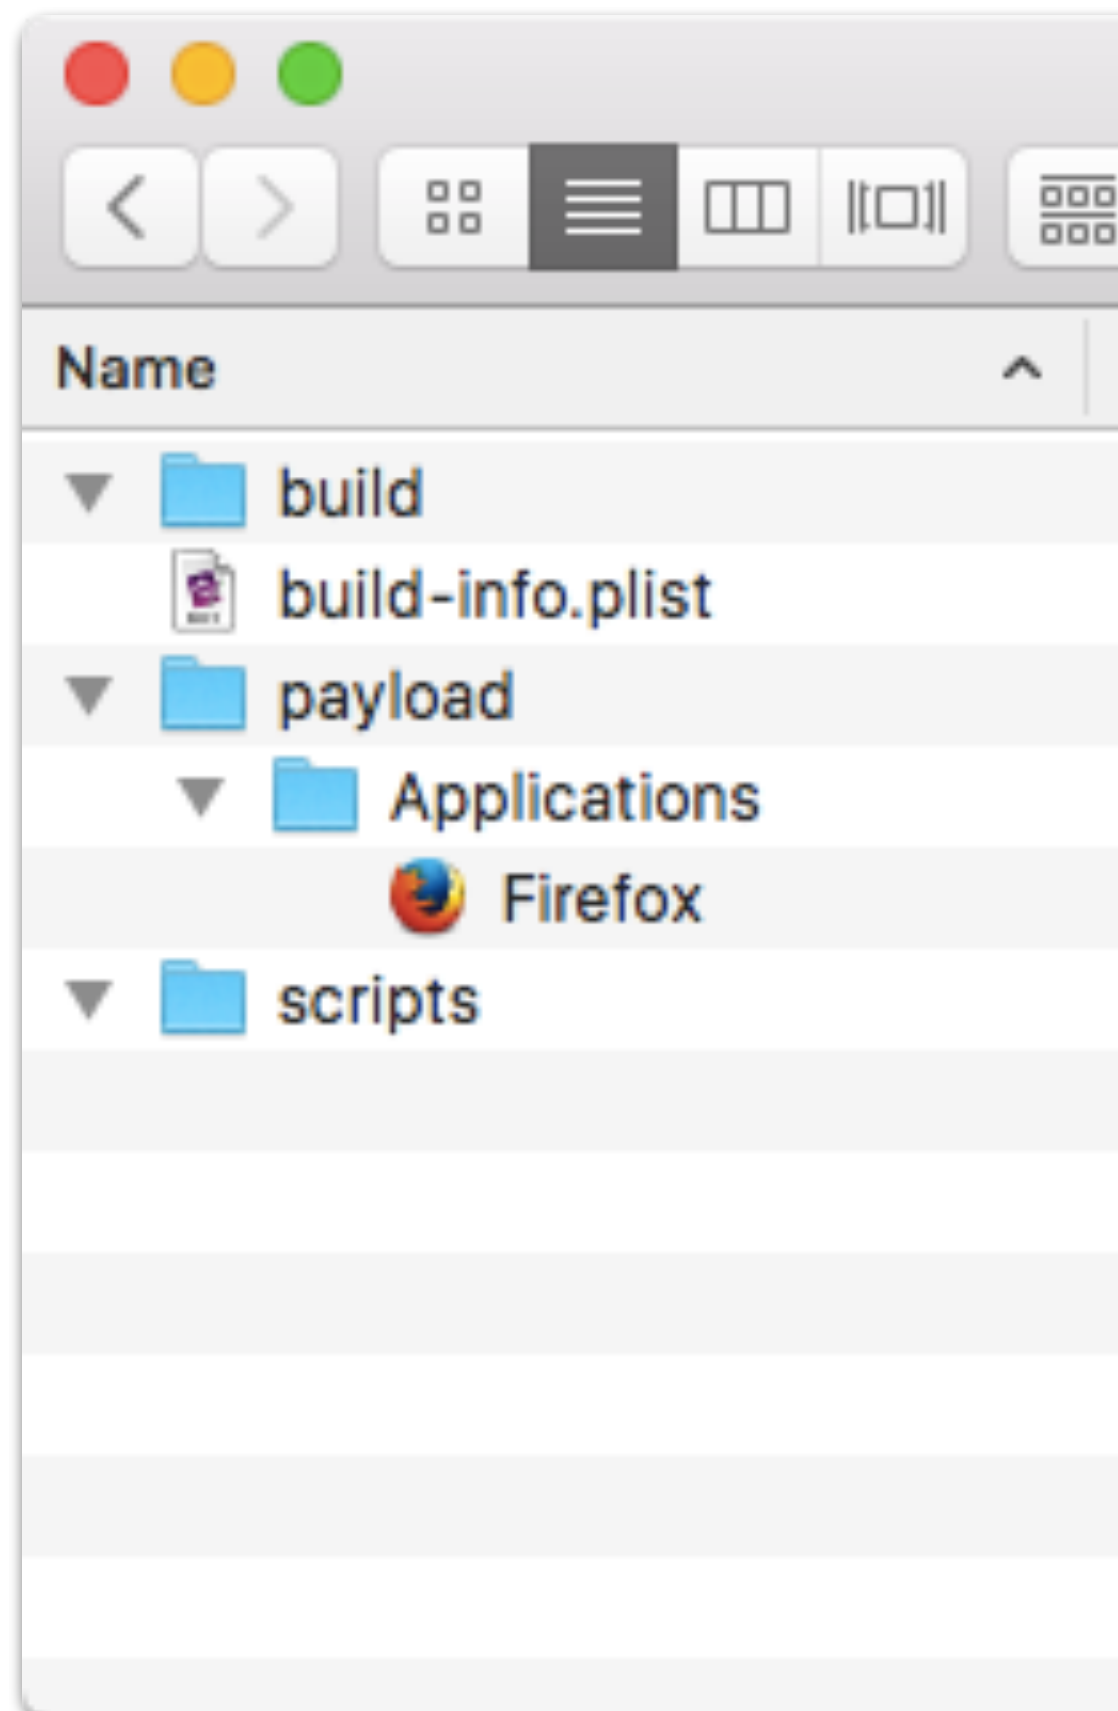 Name
build
build-info.plist
payload
Applications
Firefox
scripts